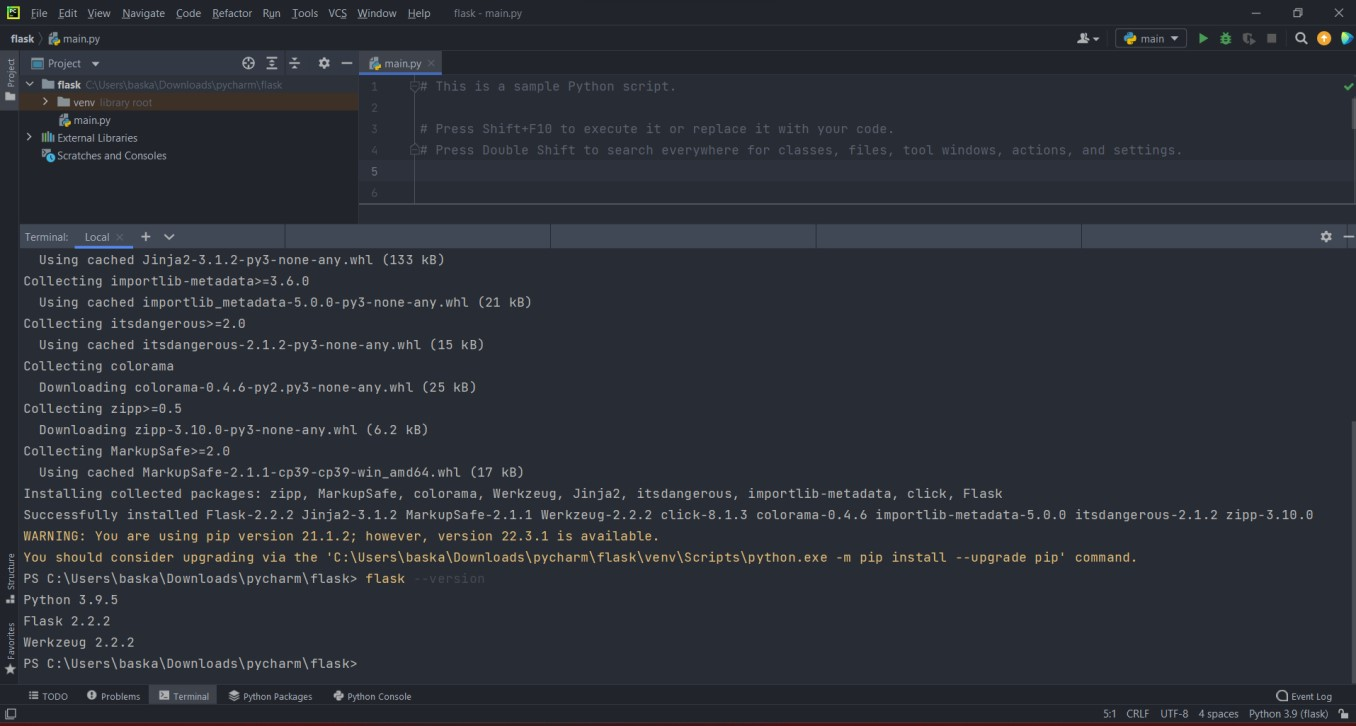 File Edit View Navigate Code Refactor Run Tools VCS Window Help flask - main.py
flask main.py main
Project main.py
Project
flask C:\Users\baska\Downloads\pycharm\flask
venv library root
main.py
External Libraries
Scratches and Consoles
1 # This is a sample Python script.
2
3 # Press Shift+F10 to execute it or replace it with your code.
4 # Press Double Shift to search everywhere for classes, files, tool windows, actions, and settings.
5
6
Terminal: Local
Using cached Jinja2-3.1.2-py3-none-any.whl (133 kB)
Collecting importlib-metadata>=3.6.0
Using cached importlib_metadata-5.0.0-py3-none-any.whl (21 kB)
Collecting itsdangerous>=2.0
Using cached itsdangerous-2.1.2-py3-none-any.whl (15 kB)
Collecting colorama
Downloading colorama-0.4.6-py2.py3-none-any.whl (25 kB)
Collecting zipp>=0.5
Downloading zipp-3.10.0-py3-none-any.whl (6.2 kB)
Collecting MarkupSafe>=2.0
Using cached MarkupSafe-2.1.1-cp39-cp39-win_amd64.whl (17 kB)
Installing collected packages: zipp, MarkupSafe, colorama, Werkzeug, Jinja2, itsdangerous, importlib-metadata, click, Flask
Successfully installed Flask-2.2.2 Jinja2-3.1.2 MarkupSafe-2.1.1 Werkzeug-2.2.2 click-8.1.3 colorama-0.4.6 importlib-metadata-5.0.0 itsdangerous-2.1.2 zipp-3.10.0
WARNING: You are using pip version 21.1.2; however, version 22.3.1 is available.
You should consider upgrading via the 'C:\Users\baska\Downloads\pycharm\flask\venv\Scripts\python.exe -m pip install --upgrade pip' command.
PS C:\Users\baska\Downloads\pycharm\flask> flask --version
Python 3.9.5
Flask 2.2.2
Werkzeug 2.2.2
PS C:\Users\baska\Downloads\pycharm\flask>
Structure
Favorites
TODO Problems Terminal Python Packages Python Console Event Log
5:1 CRLF UTF-8 4 spaces Python 3.9 (flask)